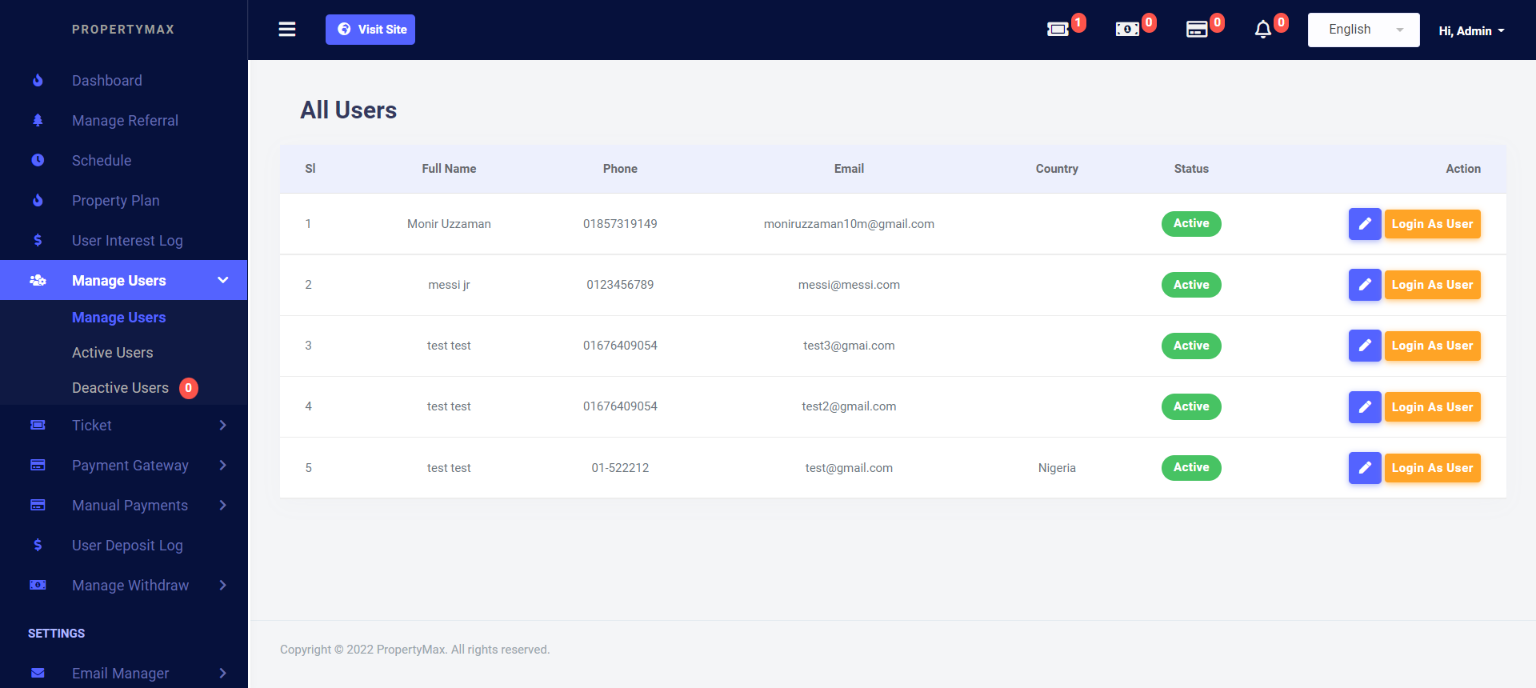 PROPERTYMAX
Visit Site
1
0
0
0
English
Hi, Admin
Dashboard
Manage Referral
Schedule
Property Plan
User Interest Log
Manage Users
Manage Users
Active Users
Deactive Users 0
Ticket
Payment Gateway
Manual Payments
User Deposit Log
Manage Withdraw
SETTINGS
Email Manager
All Users
Sl Full Name Phone Email Country Status Action
1 Monir Uzzaman 01857319149 moniruzzaman10m@gmail.com Active Login As User
2 messi jr 0123456789 messi@messi.com Active Login As User
3 test test 01676409054 test3@gmai.com Active Login As User
4 test test 01676409054 test2@gmail.com Active Login As User
5 test test 01-522212 test@gmail.com Nigeria Active Login As User
Copyright © 2022 PropertyMax. All rights reserved.